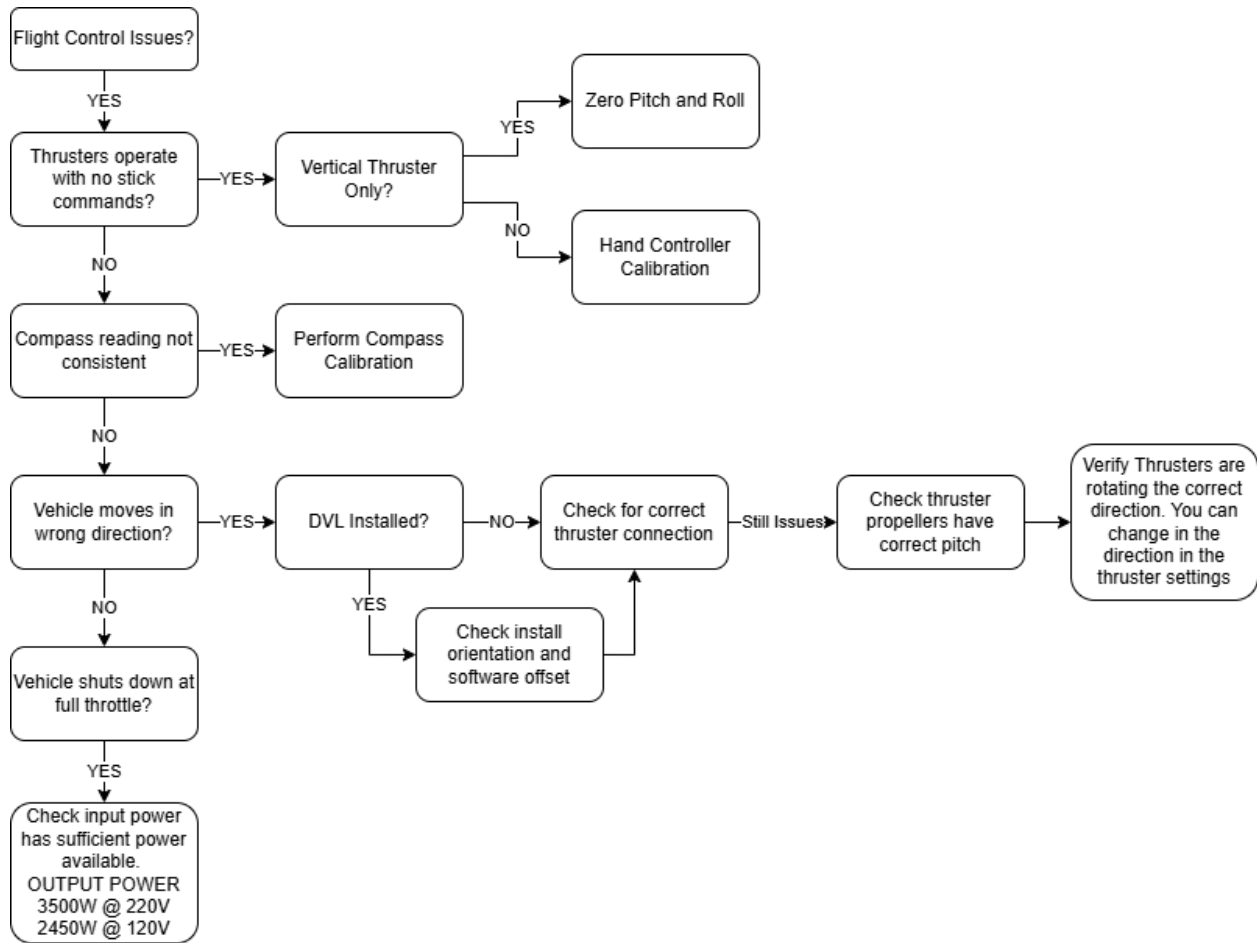 Flight Control Issues?
YES
Thrusters operate
with no stick
commands?
YES
Vertical Thruster
Only?
YES
Zero Pitch and Roll
NO
Hand Controller
Calibration
NO
Compass reading not
consistent
YES
Perform Compass
Calibration
NO
Vehicle moves in
wrong direction?
YES
DVL Installed?
NO
Check for correct
thruster connection
Still Issues
Check thruster
propellers have
correct pitch
Verify Thrusters are
rotating the correct
direction. You can
change in the
direction in the
thruster settings
YES
Check install
orientation and
software offset
NO
Vehicle shuts down at
full throttle?
YES
Check input power
has sufficient power
available.
OUTPUT POWER
3500W @ 220V
2450W @ 120V